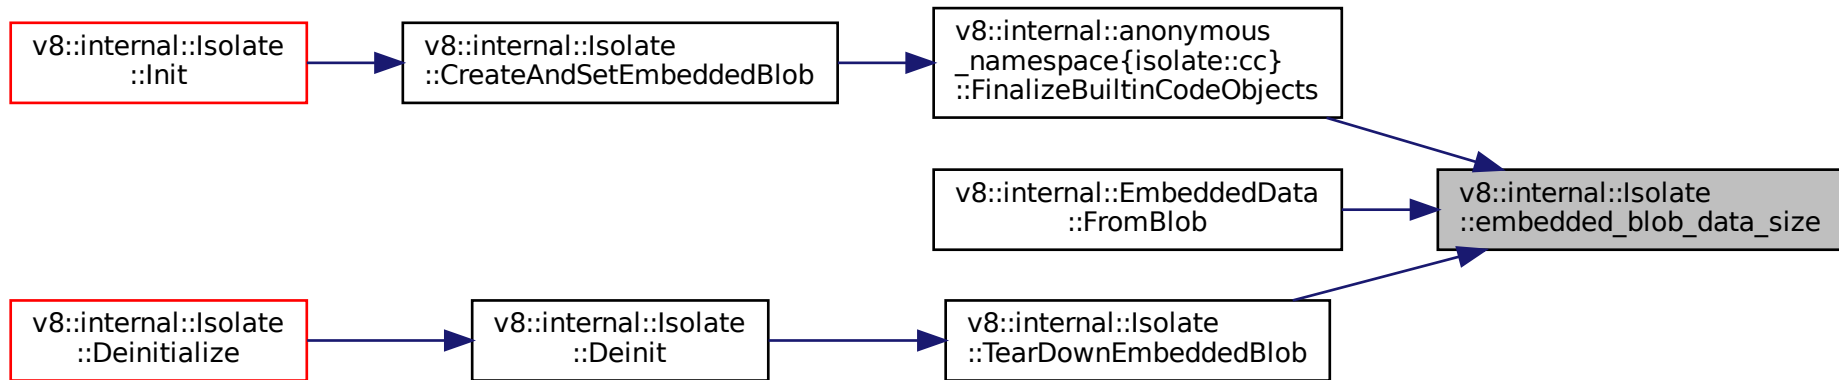 v8::internal::Isolate
::Init
v8::internal::Isolate
::CreateAndSetEmbeddedBlob
v8::internal::anonymous
_namespace{isolate::cc}
::FinalizeBuiltinCodeObjects
v8::internal::EmbeddedData
::FromBlob
v8::internal::Isolate
::embedded_blob_data_size
v8::internal::Isolate
::Deinitialize
v8::internal::Isolate
::Deinit
v8::internal::Isolate
::TearDownEmbeddedBlob